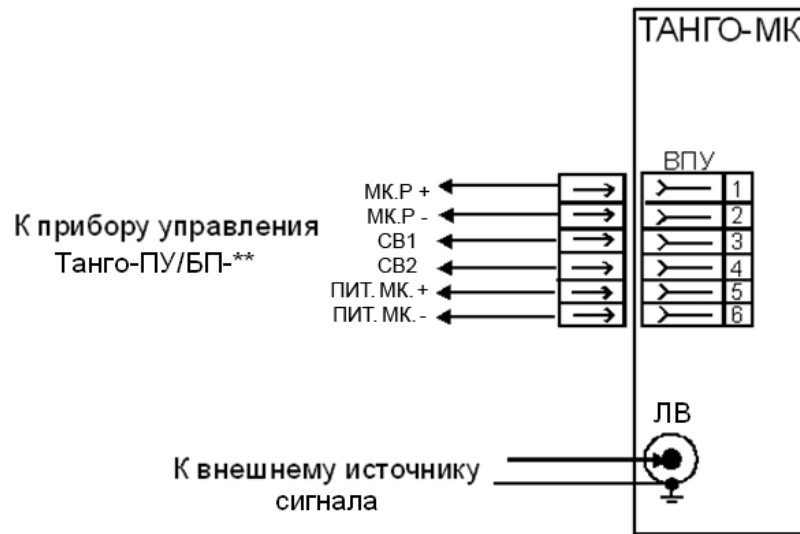 ТАНГО-МК
ВПУ
МК.Р + 1
МК.Р - 2
СВ1 3
СВ2 4
ПИТ. МК. + 5
ПИТ. МК. - 6
К прибору управления
Танго-ПУ/БП-**
ЛВ
К внешнему источнику
сигнала